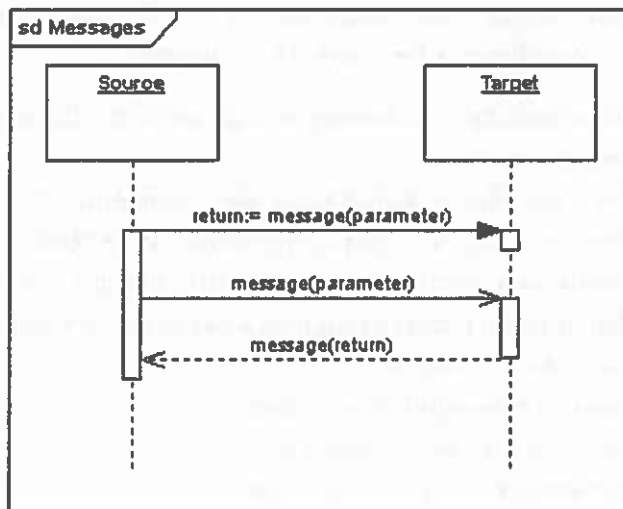 sd Messages
Source
Target
return:= message(parameter)
message(parameter)
message(return)